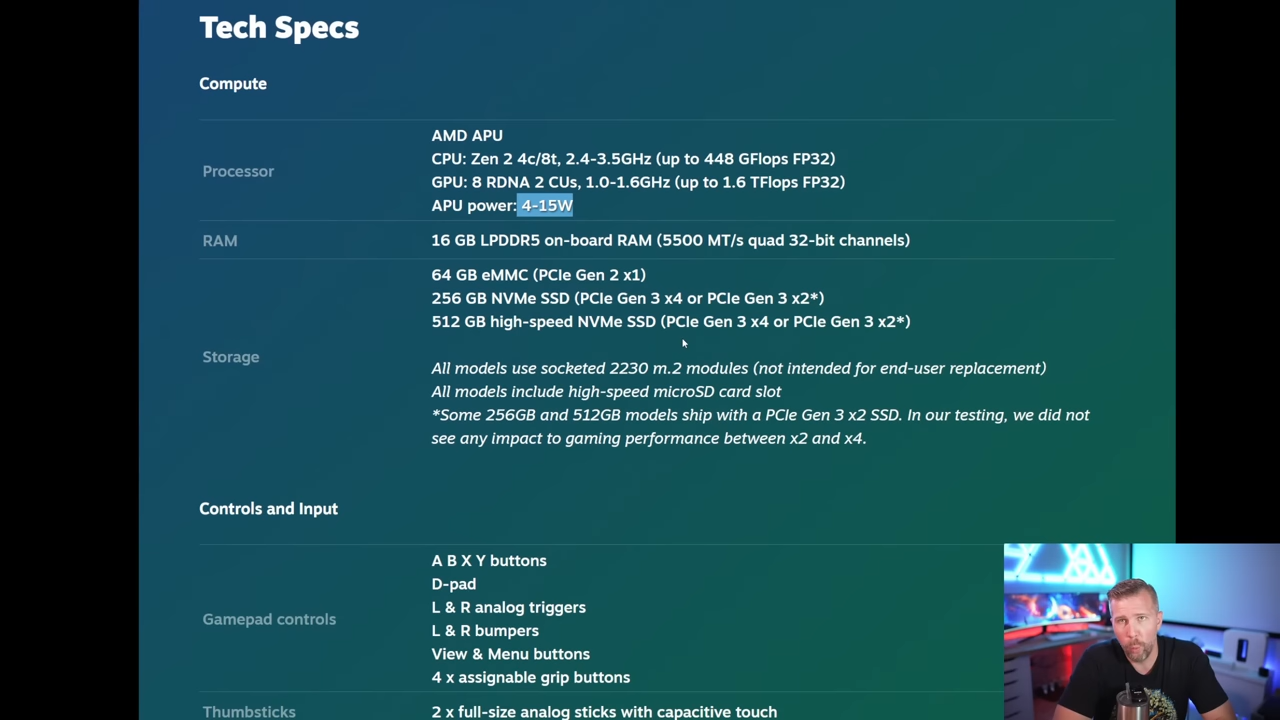 Tech Specs
Compute
Processor
AMD APU
CPU: Zen 2 4c/8t, 2.4-3.5GHz (up to 448 GFlops FP32)
GPU: 8 RDNA 2 CUs, 1.0-1.6GHz (up to 1.6 TFlops FP32)
APU power: 4-15W
RAM
16 GB LPDDR5 on-board RAM (5500 MT/s quad 32-bit channels)
Storage
64 GB eMMC (PCIe Gen 2 x1)
256 GB NVMe SSD (PCIe Gen 3 x4 or PCIe Gen 3 x2*)
512 GB high-speed NVMe SSD (PCIe Gen 3 x4 or PCIe Gen 3 x2*)
All models use socketed 2230 m.2 modules (not intended for end-user replacement)
All models include high-speed microSD card slot
*Some 256GB and 512GB models ship with a PCIe Gen 3 x2 SSD. In our testing, we did not
see any impact to gaming performance between x2 and x4.
Controls and Input
Gamepad controls
A B X Y buttons
D-pad
L & R analog triggers
L & R bumpers
View & Menu buttons
4 x assignable grip buttons
Thumbsticks
2 x full-size analog sticks with capacitive touch